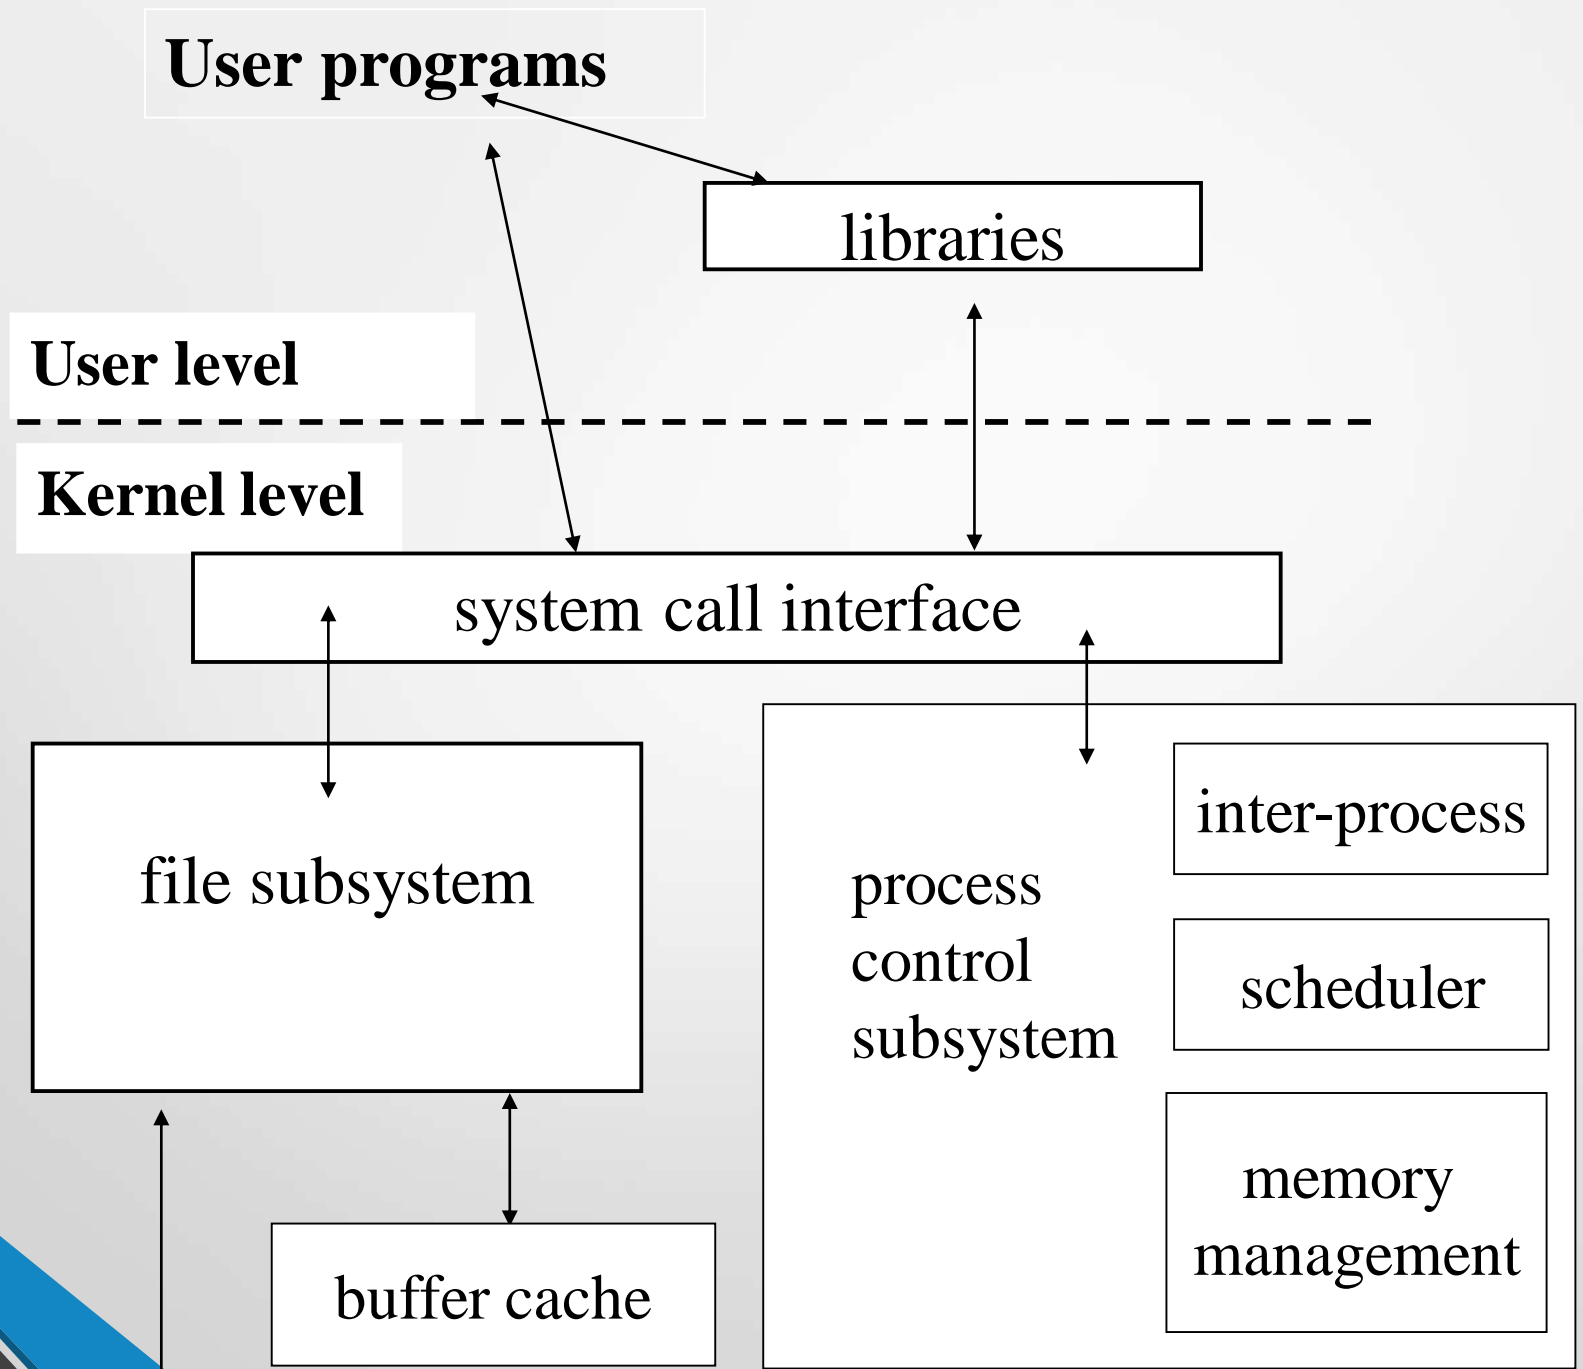 User programs
libraries
User level
Kernel level
system call interface
file subsystem
process
control
subsystem
inter-process
scheduler
memory
management
buffer cache